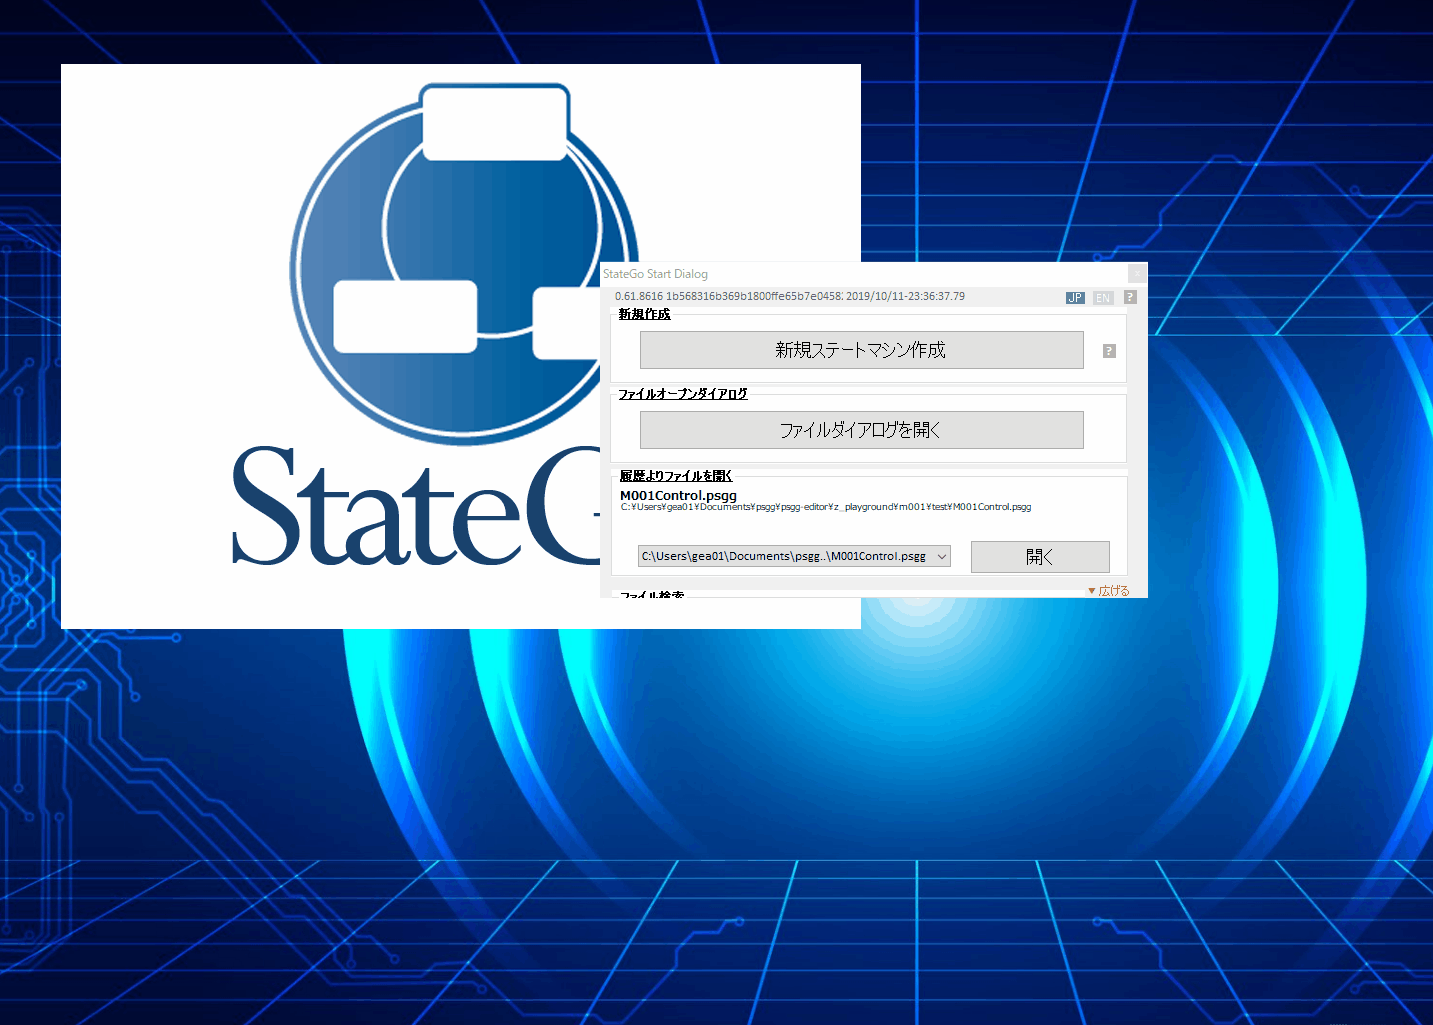 StateG
StateGo Start Dialog
x
0.61.8616 1b568316b369b1800ffe65b7e0458; 2019/10/11-23:36:37.79
JP EN ?
新規作成
新規ステートマシン作成
?
ファイルオープンダイアログ
ファイルダイアログを開く
履歴よりファイルを開く
M001Control.psgg
C:¥Users¥gea01¥Documents¥psgg¥psgg-editor¥z_playground¥m001¥test¥M001Control.psgg
C:\Users\gea01\Documents\psgg..\M001Control.psgg
開く
▼広げる
ファイル検索